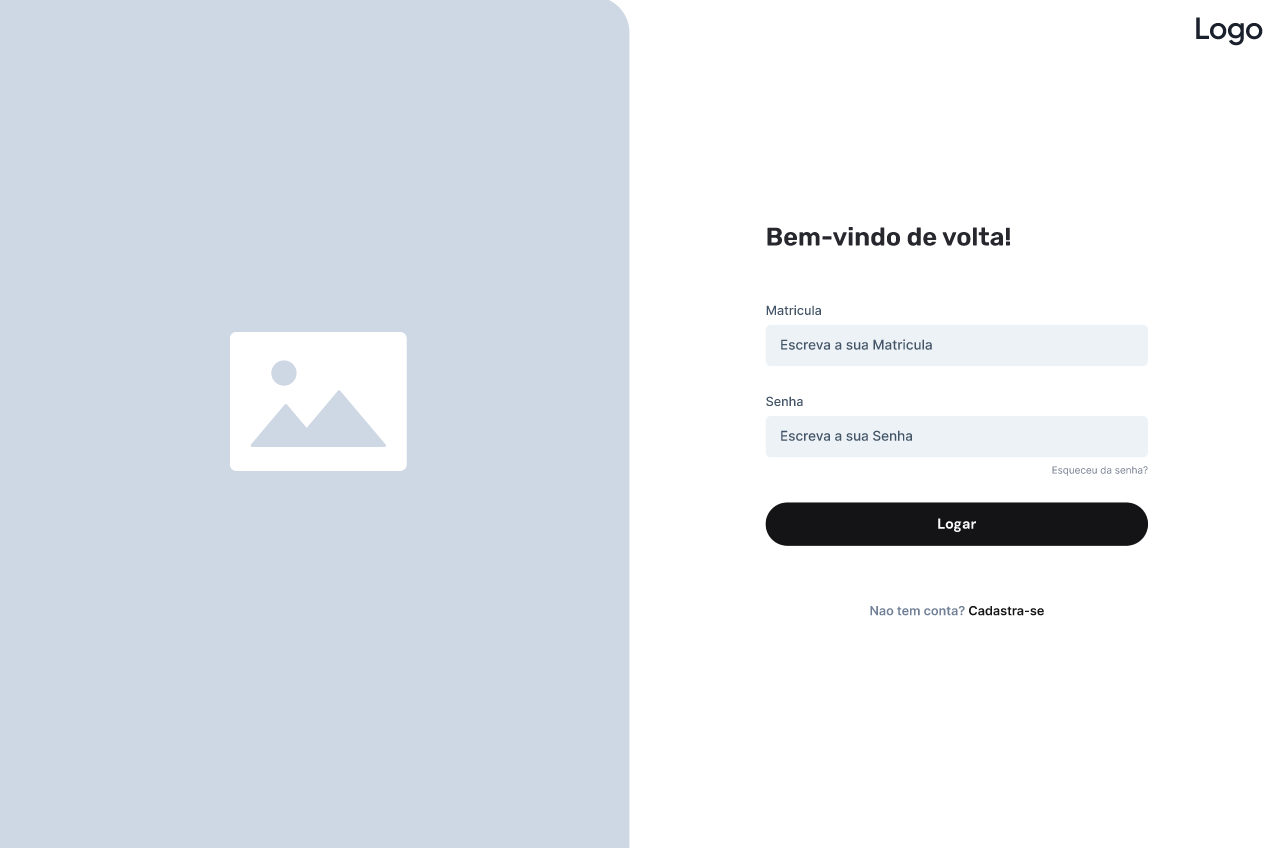 Logo
Bem-vindo de volta!
Matricula
Escreva a sua Matricula
Senha
Escreva a sua Senha
Esqueceu da senha?
Logar
Nao tem conta? Cadastra-se